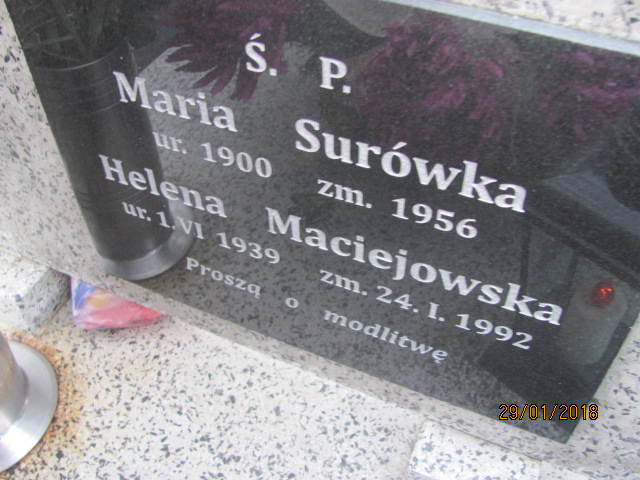 Ś. P.
Maria Surówka
ur. 1900 zm. 1956
Helena Maciejowska
ur. 1.VI 1939 zm. 24. I. 1992
Proszą o modlitwę
29/01/2018